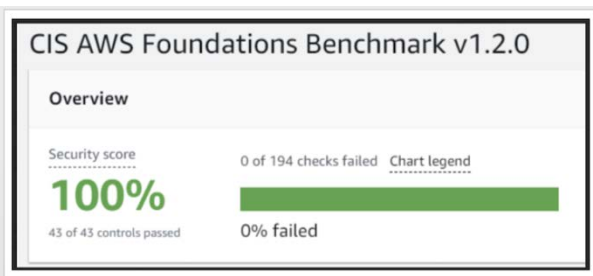 CIS AWS Foundations Benchmark v1.2.0
Overview
Security score
100%
43 of 43 controls passed
0 of 194 checks failed Chart legend
0% failed